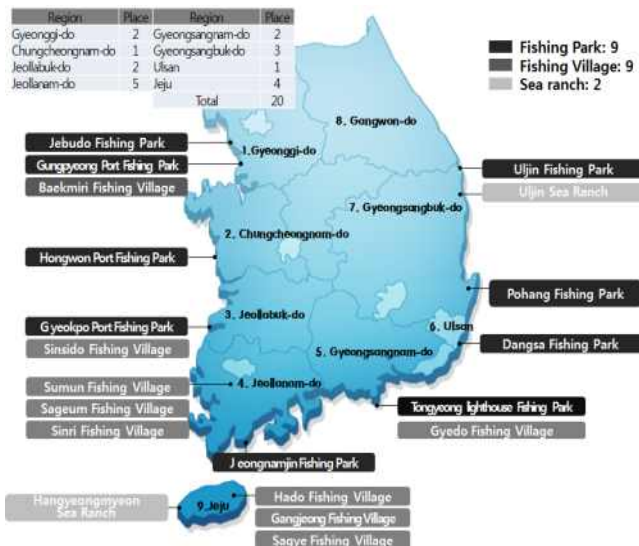 Region Place Region Place
Gyeonggi-do 2 Gyeongsangnam-do 2
Chungcheongnam-do 1 Gyeongsangbuk-do 3
Jeollabuk-do 2 Ulsan 1
Jeollanam-do 5 Jeju 4
Total 20
Fishing Park: 9
Fishing Village: 9
Sea ranch: 2
8. Gangwon-do
Jebudo Fishing Park
1.Gyeonggi-do
Gungpyeong Port Fishing Park
Baekmiri Fishing Village
Uljin Fishing Park
Uljin Sea Ranch
7. Gyeongsangbuk-do
2. Chungcheongnam-do
Hongwon Port Fishing Park
Pohang Fishing Park
3. Jeollabuk-do
Gyeokpo Port Fishing Park
Sinsido Fishing Village
6. Ulsan
Dangsa Fishing Park
5. Gyeongsangnam-do
4. Jeollanam-do
Sumun Fishing Village
Sageum Fishing Village
Sinri Fishing Village
Tongyeong lighthouse Fishing Park
Gyedo Fishing Village
Jeongnamjin Fishing Park
Hangyeongmyeon
Sea Ranch
9.Jeju
Hado Fishing Village
Gangjeong Fishing Village
Sagye Fishing Village